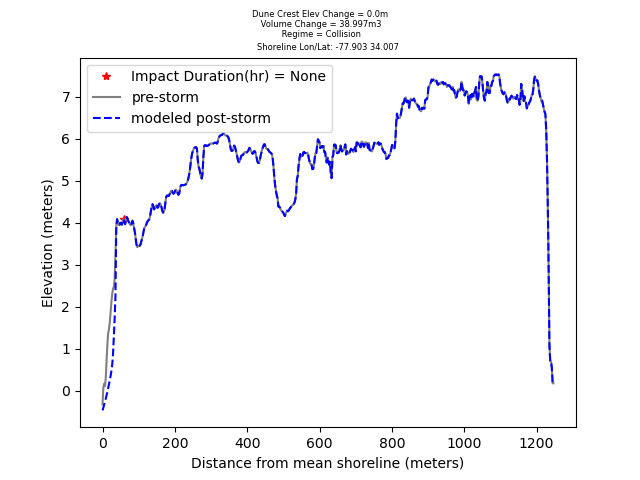 Dune Crest Elev Change = 0.0m
Volume Change = 38.997m3
Regime = Collision
Shoreline Lon/Lat: -77.903 34.007
Impact Duration(hr) = None
pre-storm
modeled post-storm
Elevation (meters)
7
6
5
4
3
2
1
0
0 200 400 600 800 1000 1200
Distance from mean shoreline (meters)